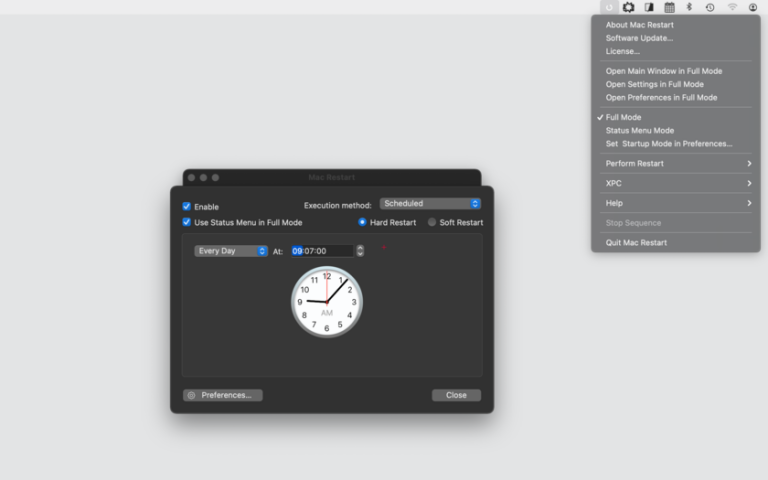 About Mac Restart
Software Update...
License...
Open Main Window in Full Mode
Open Settings in Full Mode
Open Preferences in Full Mode
Full Mode
Status Menu Mode
Set Startup Mode in Preferences...
Perform Restart
XPC
Help
Stop Sequence
Quit Mac Restart
Mac Restart
Enable
Execution method: Scheduled
Use Status Menu in Full Mode
Hard Restart Soft Restart
Every Day At: 09:07:00
12
11 1
10 2
9 3
AM
8 4
7 5
6
Preferences... Close